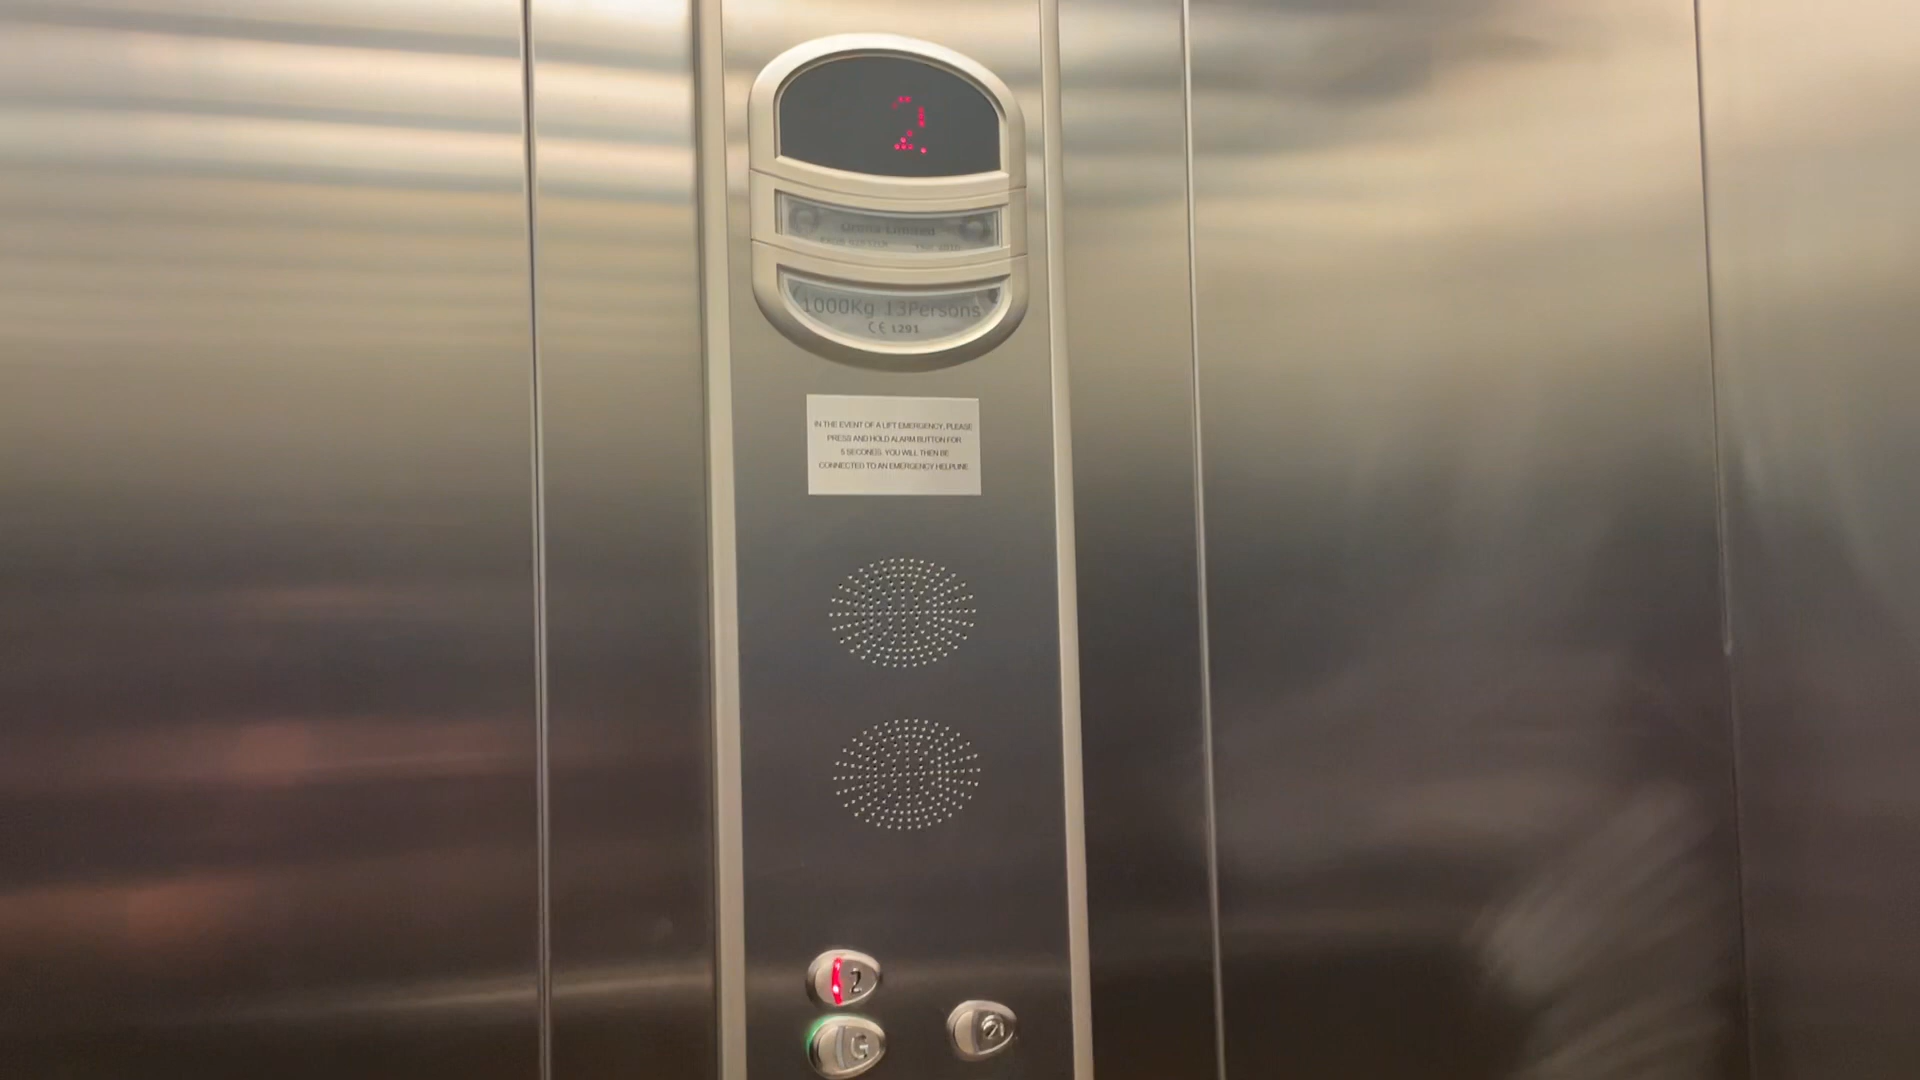 2
1000Kg 13Persons
CE 1291
IN THE EVENT OF A LIFT EMERGENCY, PLEASE
PRESS AND HOLD ALARM BUTTON FOR
5 SECONDS. YOU WILL THEN BE
CONNECTED TO AN EMERGENCY HELPLINE
2
G